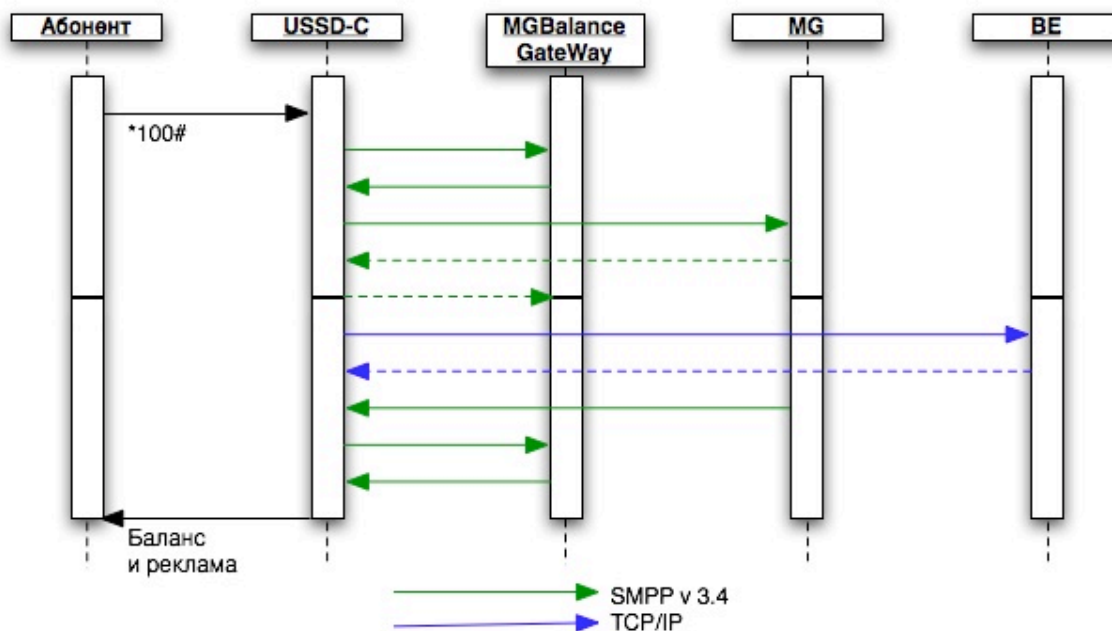 Абонент
USSD-C
MGBalance
GateWay
MG
BE
*100#
Баланс
и реклама
SMPP v 3.4
TCP/IP